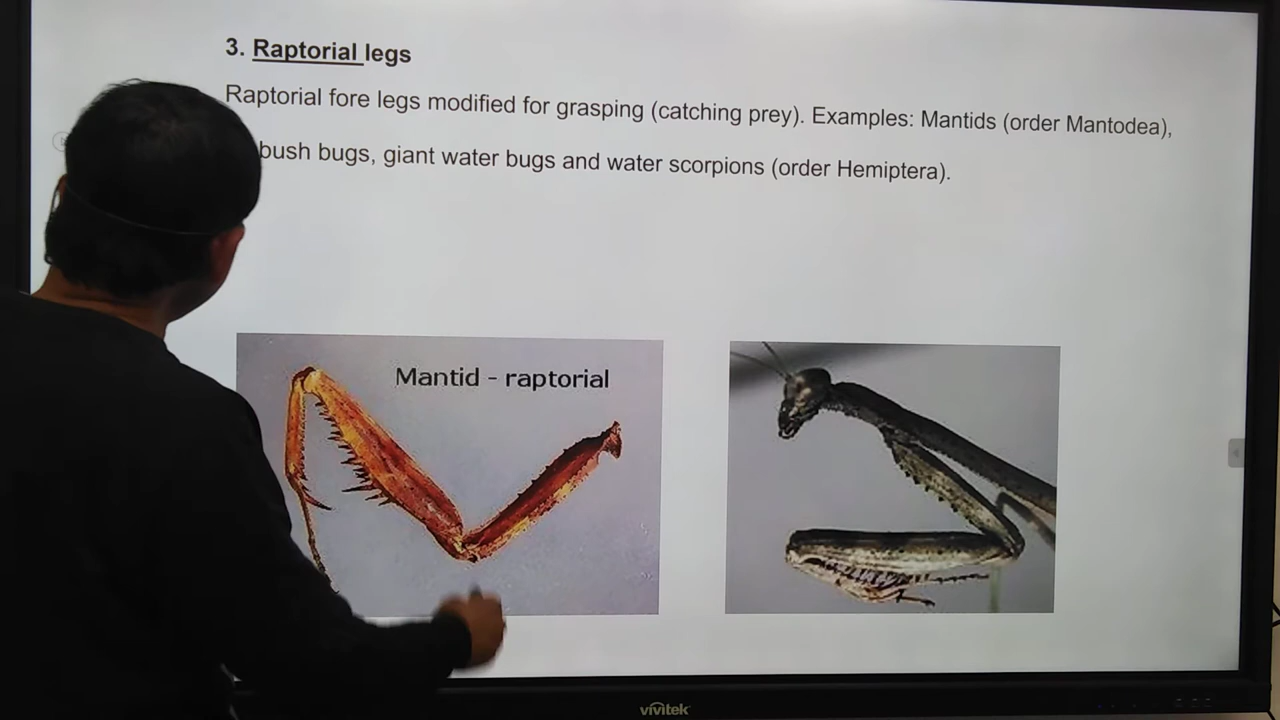 3. Raptorial legs
Raptorial fore legs modified for grasping (catching prey). Examples: Mantids (order Mantodea),
bush bugs, giant water bugs and water scorpions (order Hemiptera).
Mantid - raptorial
vivitek